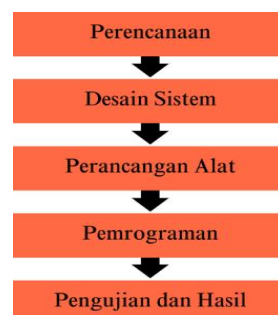 Perencanaan
Desain Sistem
Perancangan Alat
Pemrograman
Pengujian dan Hasil